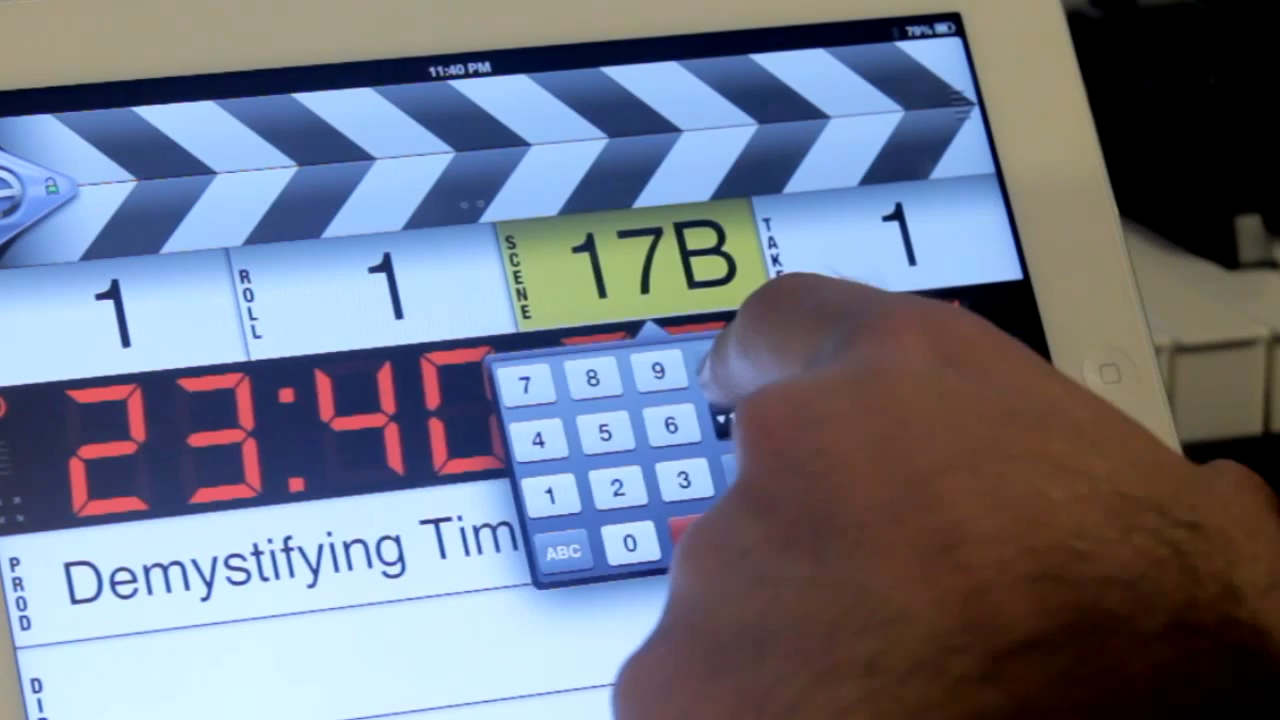 11:40 PM
79%
1
ROLL
1
SCENE
17B
TAKE
1
23:40
7 8 9
4 5 6
1 2 3
ABC 0
PROD
Demystifying Tim
DI